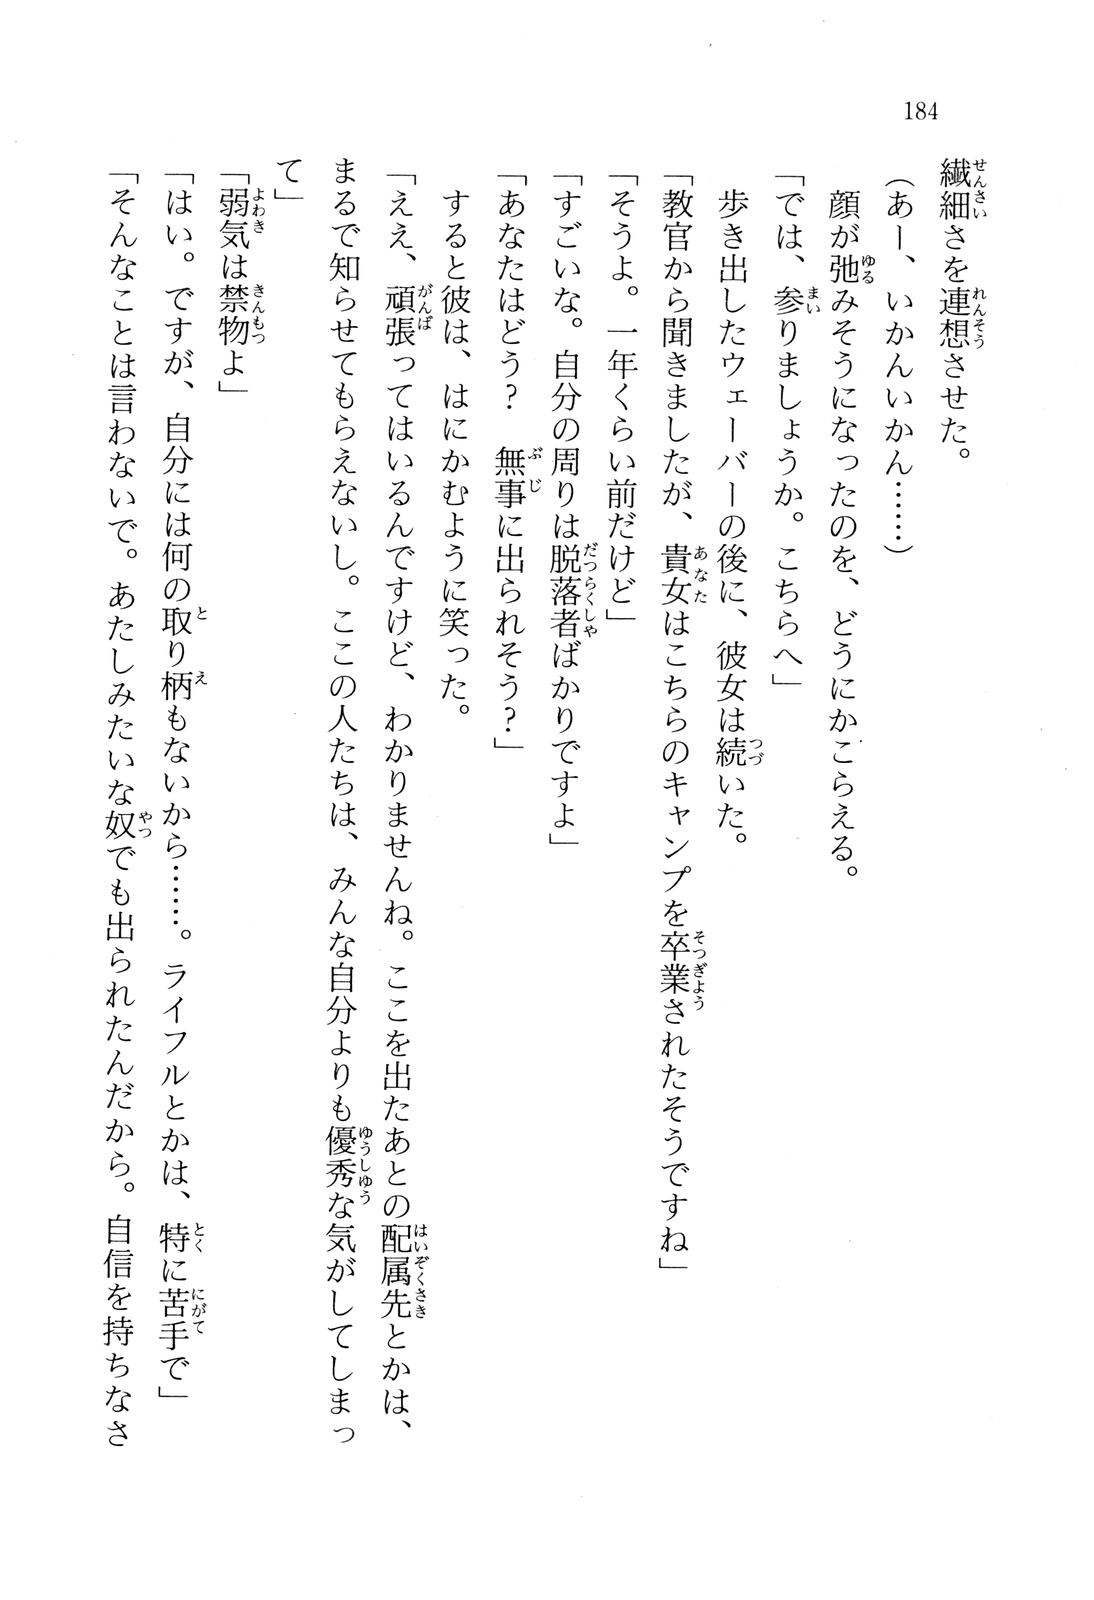 184
繊細さを連想させた。
(あー、いかんいかん……)
顔が弛みそうになったのを、どうにかこらえる。
「では、参りましょうか。こちらへ」
歩き出したウェーバーの後に、彼女は続いた。
「教官から聞きましたが、貴女はこちらのキャンプを卒業されたそうですね」
「そうよ。一年くらい前だけど」
「すごいな。自分の周りは脱落者ばかりですよ」
「あなたはどう？　無事に出られそう？」
すると彼は、はにかむように笑った。
「ええ、頑張ってはいるんですけど、わかりませんね。ここを出たあとの配属先とかは、
まるで知らせてもらえないし。ここの人たちは、みんな自分よりも優秀な気がしてしまっ
て」
「弱気は禁物よ」
「はい。ですが、自分には何の取り柄もないから……。ライフルとかは、特に苦手で」
「そんなことは言わないで。あたしみたいな奴でも出られたんだから。自信を持ちなさ